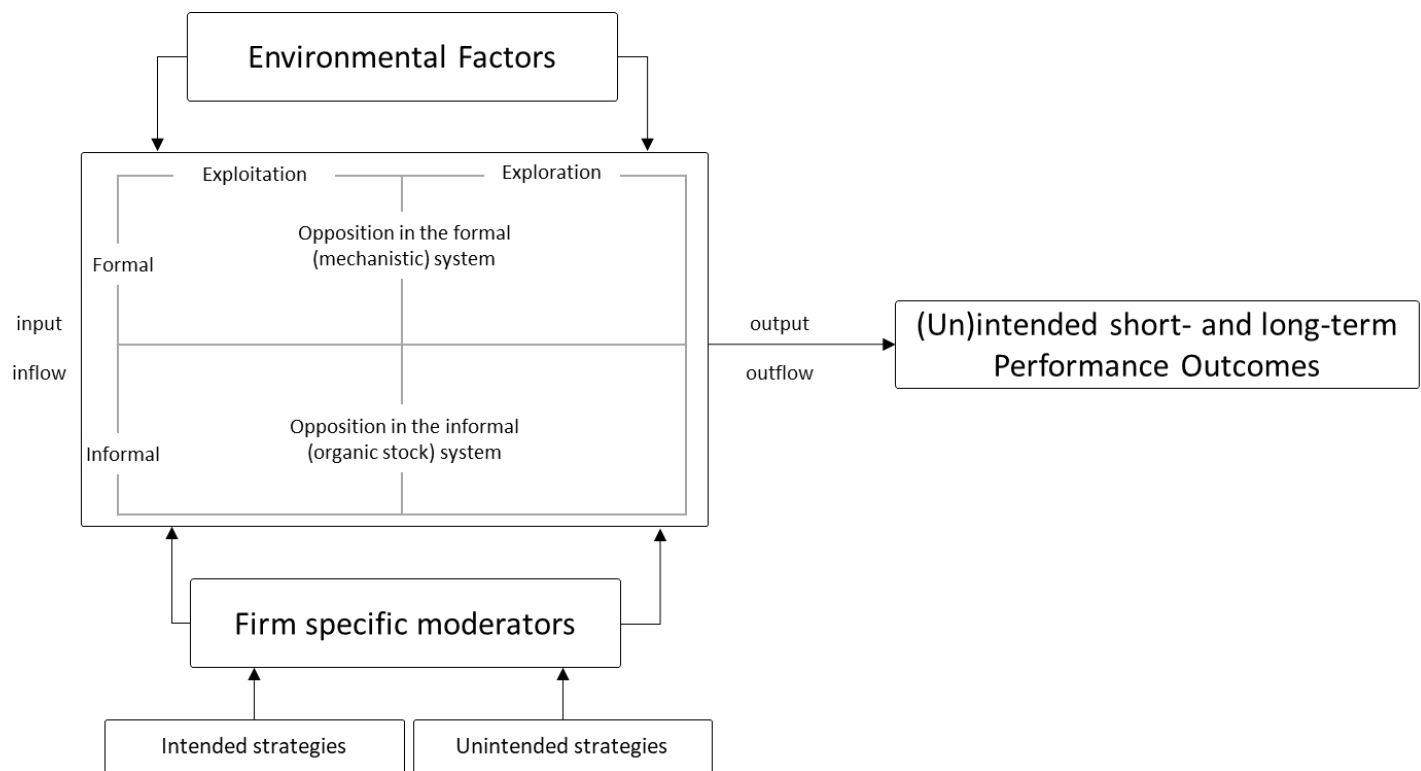 Environmental Factors
Exploitation
Exploration
Opposition in the formal
(mechanistic) system
Formal
input
inflow
output
outflow
(Un)intended short- and long-term
Performance Outcomes
Opposition in the informal
(organic stock) system
Informal
Firm specific moderators
Intended strategies
Unintended strategies